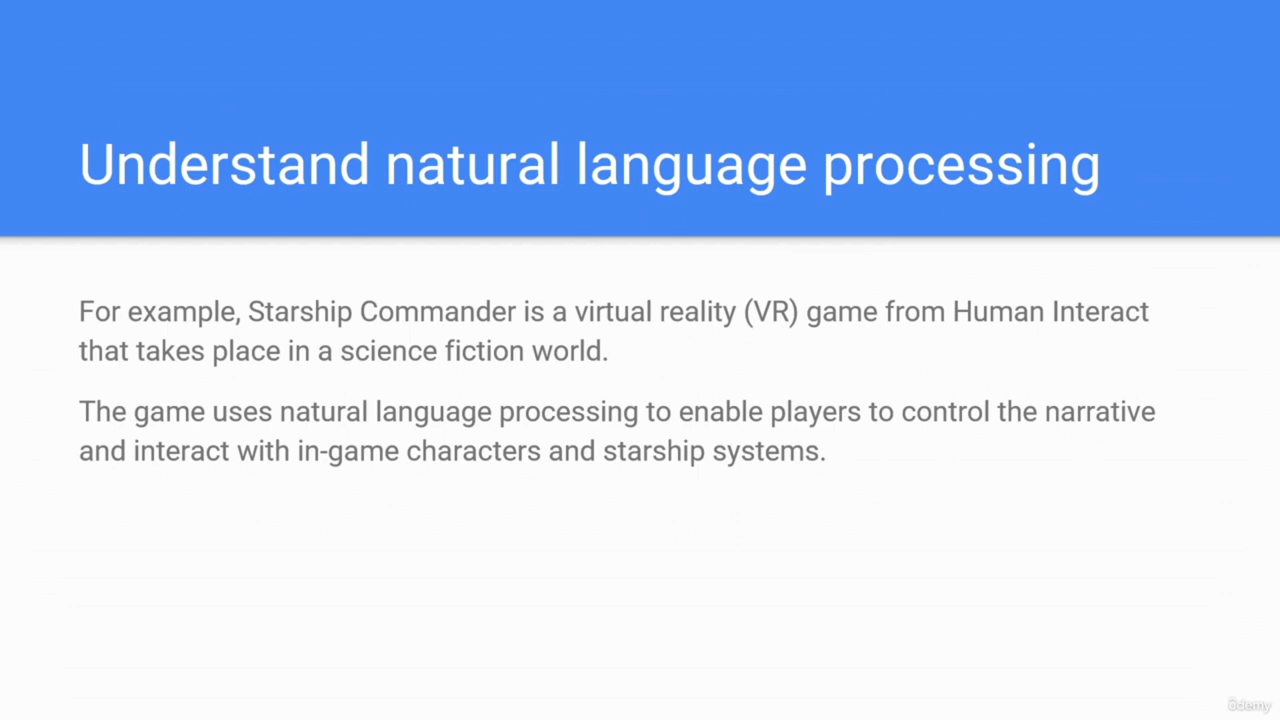 Understand natural language processing
For example, Starship Commander is a virtual reality (VR) game from Human Interact
that takes place in a science fiction world.
The game uses natural language processing to enable players to control the narrative
and interact with in-game characters and starship systems.
ûdemy